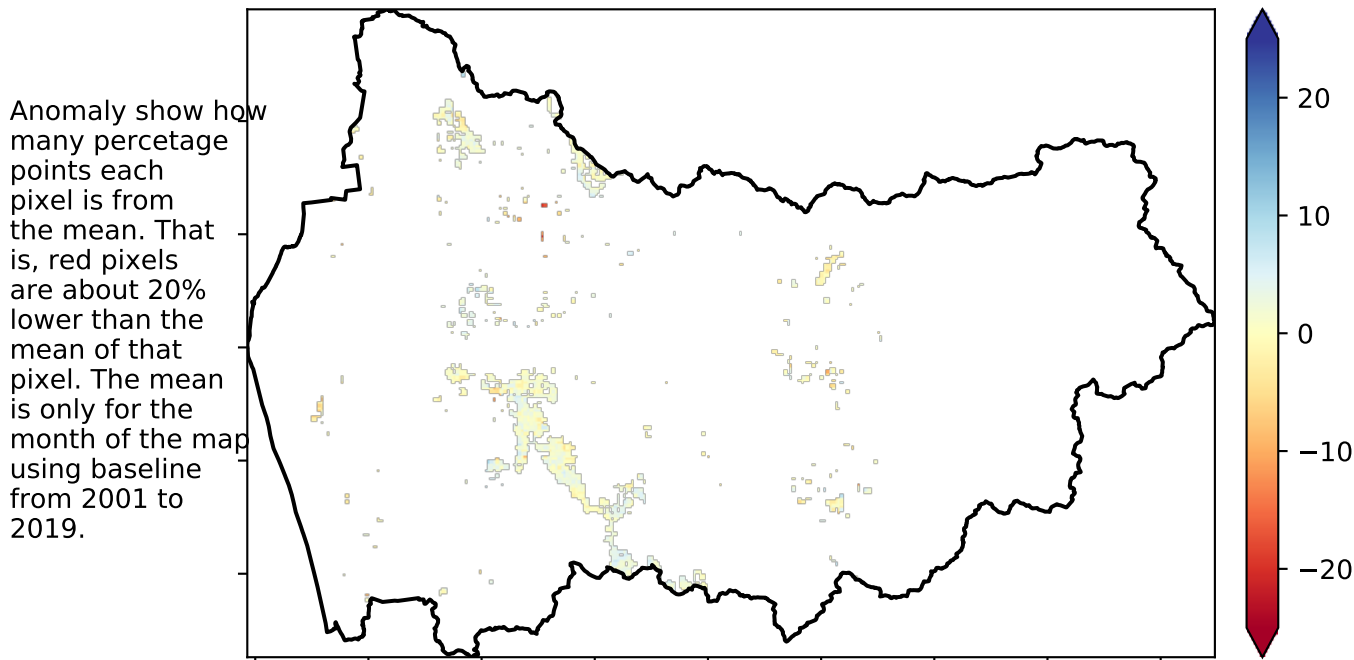 Anomaly show how
many percetage
points each
pixel is from
the mean. That
is, red pixels
are about 20%
lower than the
mean of that
pixel. The mean
is only for the
month of the map
using baseline
from 2001 to
2019.
20
10
0
−10
−20